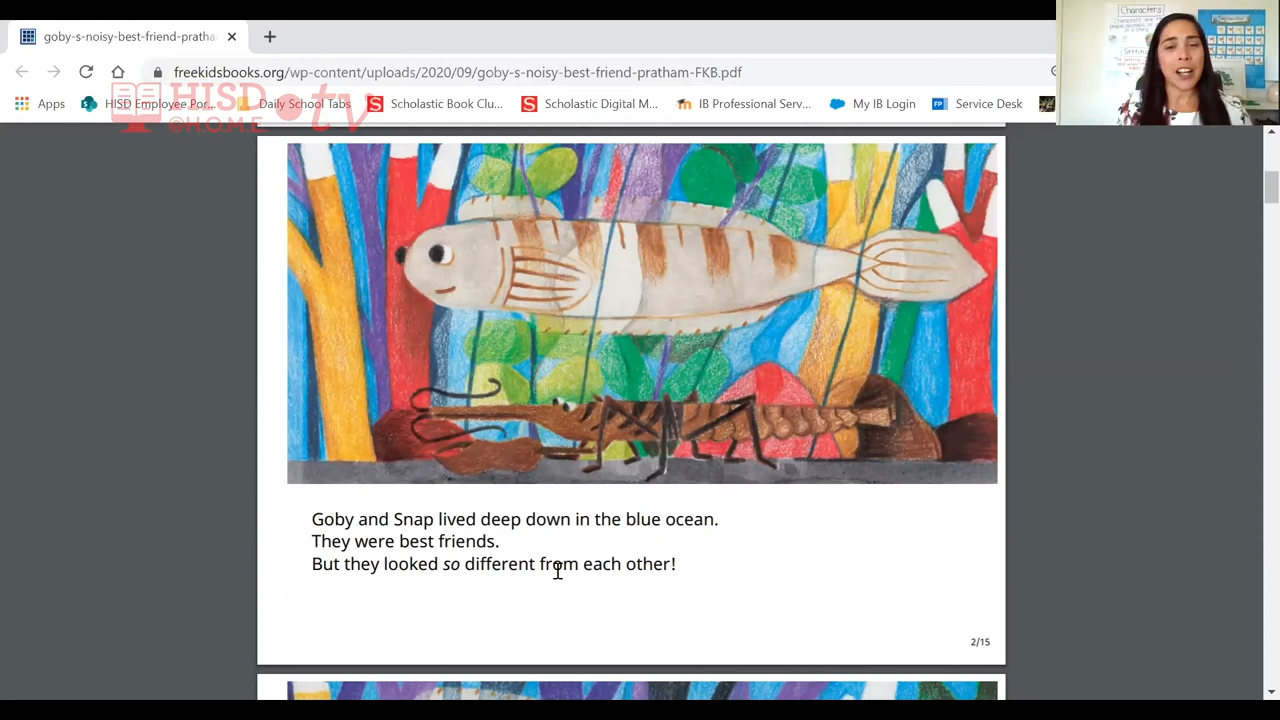 goby-s-noisy-best-friend-pratha
freekidsbooks.org/wp-content/uploads/2020/09/goby-s-noisy-best-friend-pratham-FKB.pdf
Apps HISD Employee Por... Daily School Tabs Scholastic Book Clu... Scholastic Digital M... IB Professional Serv... My IB Login Service Desk
HISD tv
@H.O.M.E.
Characters
September
Goby and Snap lived deep down in the blue ocean.
They were best friends.
But they looked so different from each other!
2/15